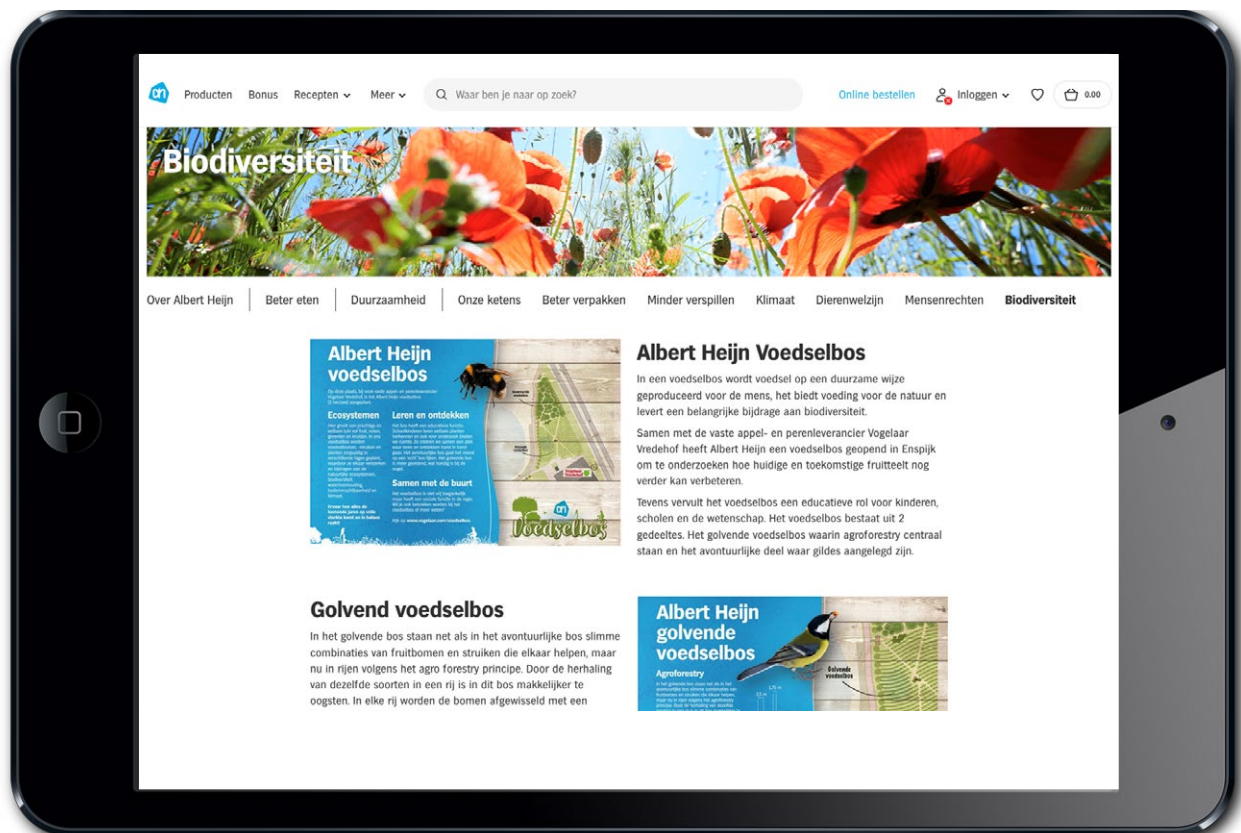 Producten Bonus Recepten Meer Waar ben je naar op zoek? Online bestellen Inloggen 0.00
Biodiversiteit
Over Albert Heijn Beter eten Duurzaamheid Onze ketens Beter verpakken Minder verspillen Klimaat Dierenwelzijn Mensenrechten Biodiversiteit
Albert Heijn
voedselbos
Ecosystemen
Leren en ontdekken
Samen met de buurt
ah
Voedselbos
Albert Heijn Voedselbos
In een voedselbos wordt voedsel op een duurzame wijze
geproduceerd voor de mens, het biedt voeding voor de natuur en
levert een belangrijke bijdrage aan biodiversiteit.
Samen met de vaste appel- en perenleverancier Vogelaar
Vredehof heeft Albert Heijn een voedselbos geopend in Enspijk
om te onderzoeken hoe huidige en toekomstige fruitteelt nog
verder kan verbeteren.
Tevens vervult het voedselbos een educatieve rol voor kinderen,
scholen en de wetenschap. Het voedselbos bestaat uit 2
gedeeltes. Het golvende voedselbos waarin agroforestry centraal
staan en het avontuurlijke deel waar gildes aangelegd zijn.
Golvend voedselbos
In het golvende bos staan net als in het avontuurlijke bos slimme
combinaties van fruitbomen en struiken die elkaar helpen, maar
nu in rijen volgens het agro forestry principe. Door de herhaling
van dezelfde soorten in een rij is in dit bos makkelijker te
oogsten. In elke rij worden de bomen afgewisseld met een
Albert Heijn
golvende
voedselbos
Agroforestry
Golvende
voedselbos